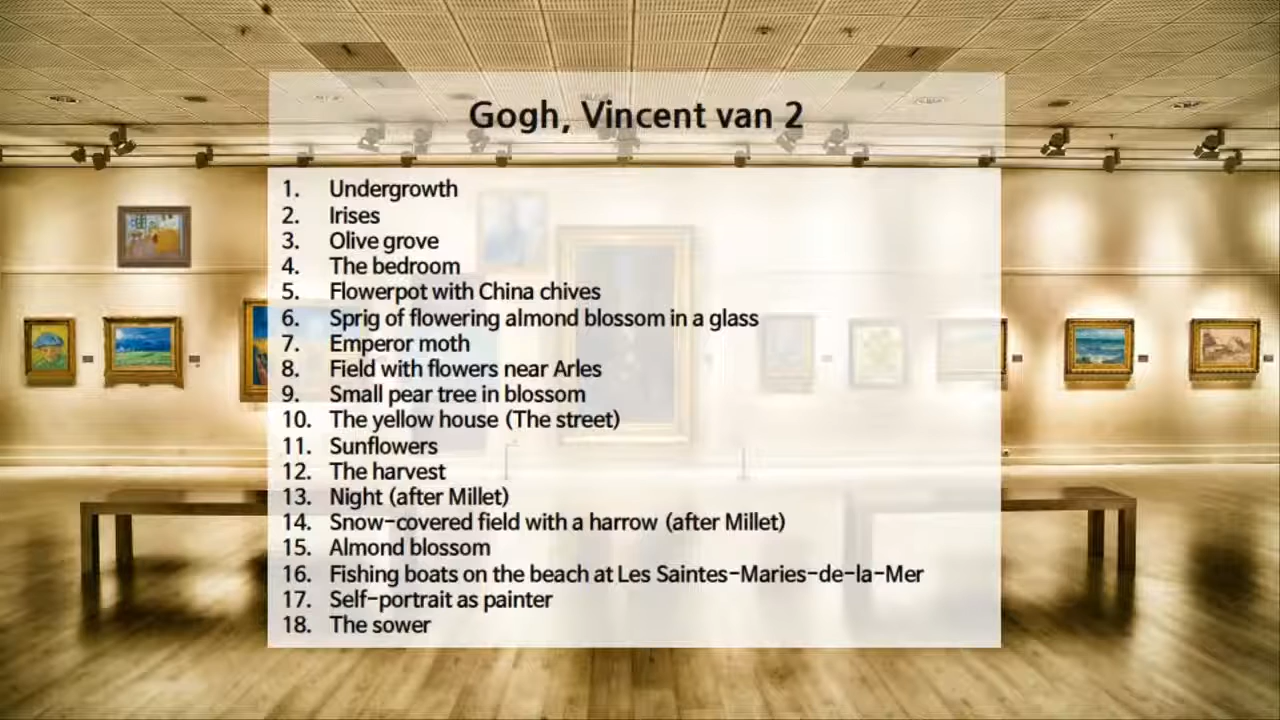 Gogh, Vincent van 2
1. Undergrowth
2. Irises
3. Olive grove
4. The bedroom
5. Flowerpot with China chives
6. Sprig of flowering almond blossom in a glass
7. Emperor moth
8. Field with flowers near Arles
9. Small pear tree in blossom
10. The yellow house (The street)
11. Sunflowers
12. The harvest
13. Night (after Millet)
14. Snow-covered field with a harrow (after Millet)
15. Almond blossom
16. Fishing boats on the beach at Les Saintes-Maries-de-la-Mer
17. Self-portrait as painter
18. The sower